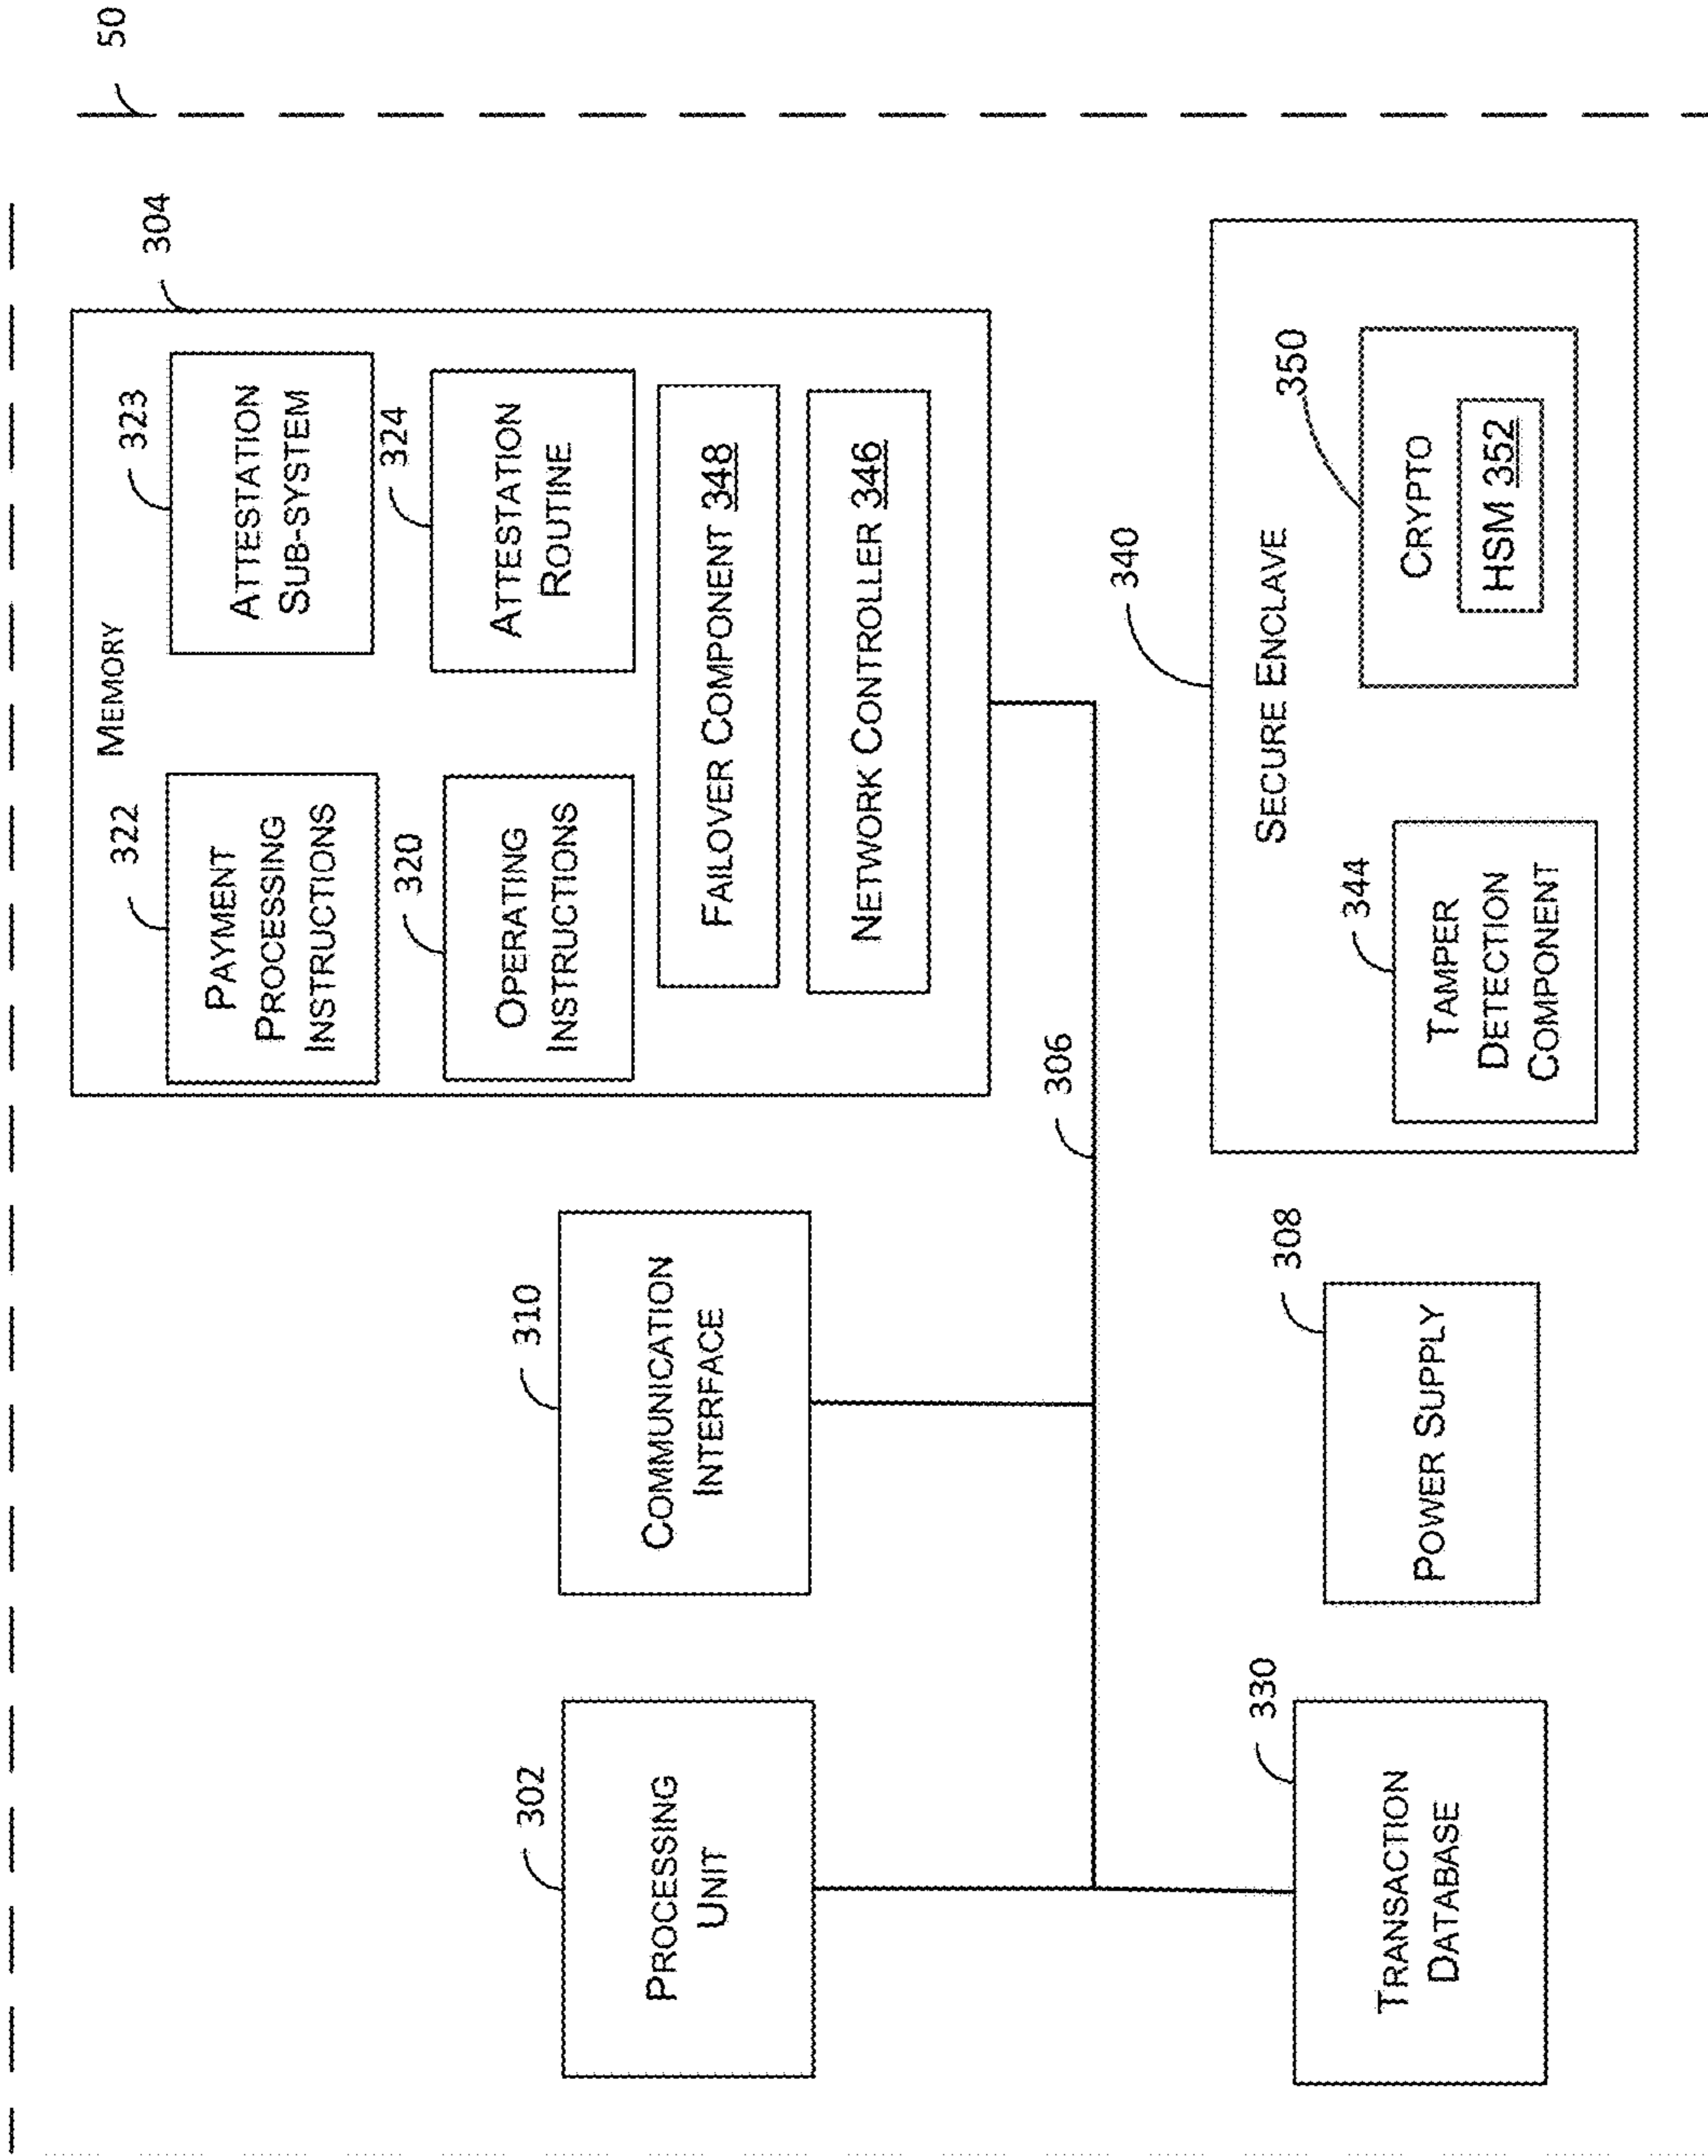 50
304
MEMORY
322
PAYMENT
PROCESSING
INSTRUCTIONS
323
ATTESTATION
SUB-SYSTEM
320
OPERATING
INSTRUCTIONS
324
ATTESTATION
ROUTINE
FAILOVER COMPONENT 348
NETWORK CONTROLLER 346
302
PROCESSING
UNIT
310
COMMUNICATION
INTERFACE
306
330
TRANSACTION
DATABASE
308
POWER SUPPLY
340
SECURE ENCLAVE
344
TAMPER
DETECTION
COMPONENT
350
CRYPTO
HSM 352